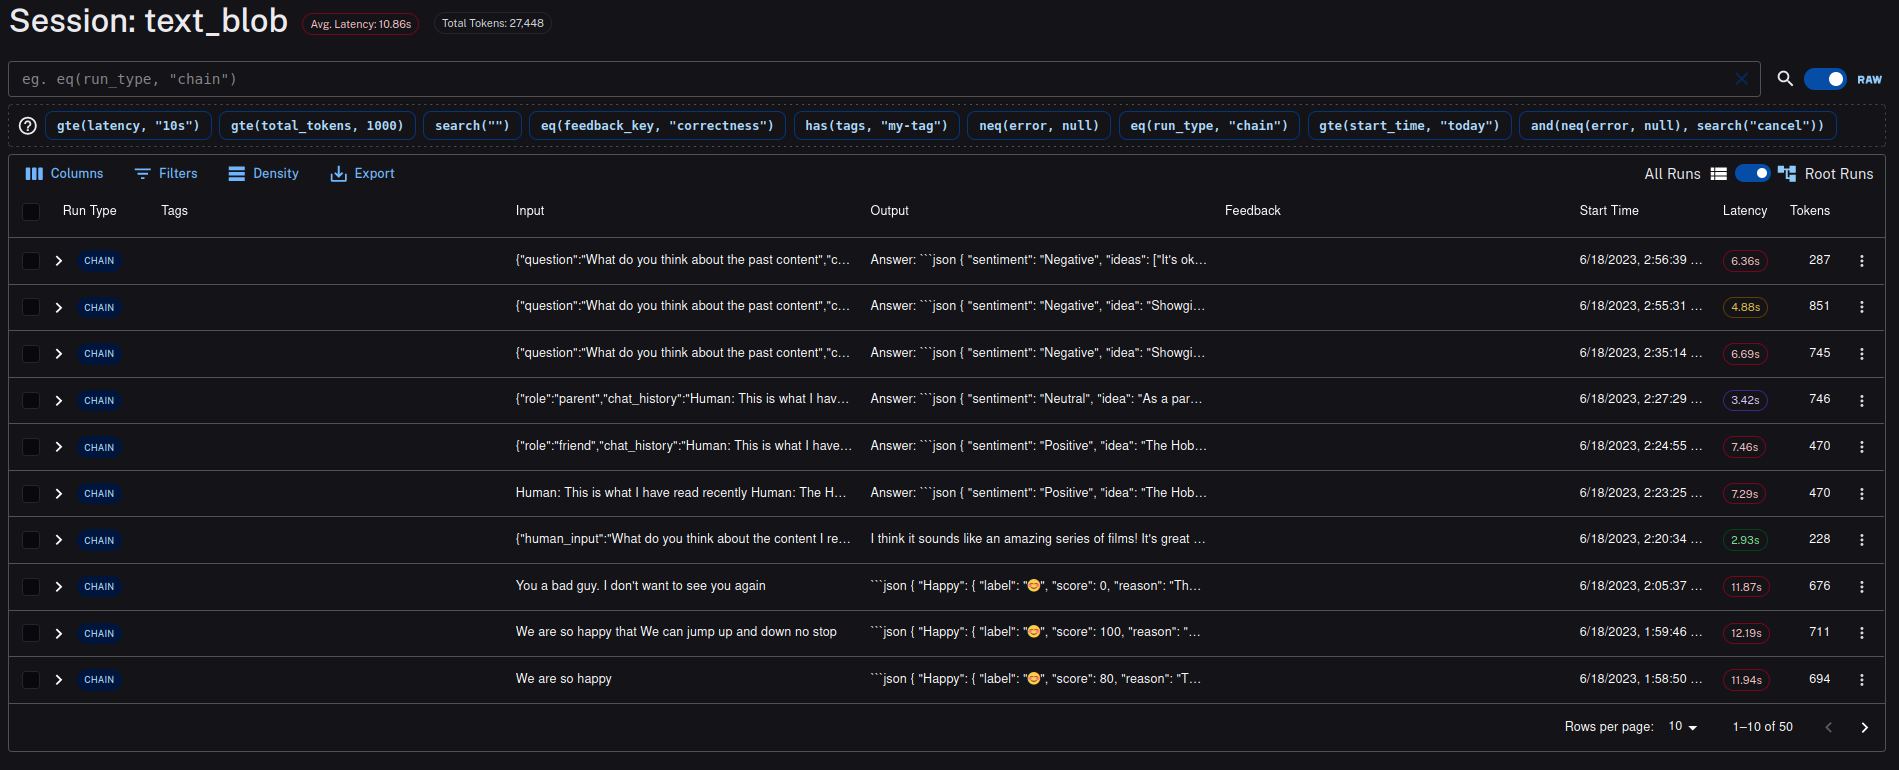 Session: text_blob Avg. Latency: 10.86s Total Tokens: 27,448
eg. eq(run_type, "chain") RAW
gte(latency, "10s") gte(total_tokens, 1000) search("") eq(feedback_key, "correctness") has(tags, "my-tag") neq(error, null) eq(run_type, "chain") gte(start_time, "today") and(neq(error, null), search("cancel"))
Columns Filters Density Export All Runs Root Runs
Run Type Tags Input Output Feedback Start Time Latency Tokens
CHAIN {"question":"What do you think about the past content","c... Answer: ```json { "sentiment": "Negative", "ideas": ["It's ok... 6/18/2023, 2:56:39 ... 6.36s 287
CHAIN {"question":"What do you think about the past content","c... Answer: ```json { "sentiment": "Negative", "idea": "Showgi... 6/18/2023, 2:55:31 ... 4.88s 851
CHAIN {"question":"What do you think about the past content","c... Answer: ```json { "sentiment": "Negative", "idea": "Showgi... 6/18/2023, 2:35:14 ... 6.69s 745
CHAIN {"role":"parent","chat_history":"Human: This is what I hav... Answer: ```json { "sentiment": "Neutral", "idea": "As a par... 6/18/2023, 2:27:29 ... 3.42s 746
CHAIN {"role":"friend","chat_history":"Human: This is what I have... Answer: ```json { "sentiment": "Positive", "idea": "The Hob... 6/18/2023, 2:24:55 ... 7.46s 470
CHAIN Human: This is what I have read recently Human: The H... Answer: ```json { "sentiment": "Positive", "idea": "The Hob... 6/18/2023, 2:23:25 ... 7.29s 470
CHAIN {"human_input":"What do you think about the content I re... I think it sounds like an amazing series of films! It's great ... 6/18/2023, 2:20:34 ... 2.93s 228
CHAIN You a bad guy. I don't want to see you again ```json { "Happy": { "label": "😊", "score": 0, "reason": "Th... 6/18/2023, 2:05:37 ... 11.87s 676
CHAIN We are so happy that We can jump up and down no stop ```json { "Happy": { "label": "😊", "score": 100, "reason": "... 6/18/2023, 1:59:46 ... 12.19s 711
CHAIN We are so happy ```json { "Happy": { "label": "😊", "score": 80, "reason": "T... 6/18/2023, 1:58:50 ... 11.94s 694
Rows per page: 10 1–10 of 50